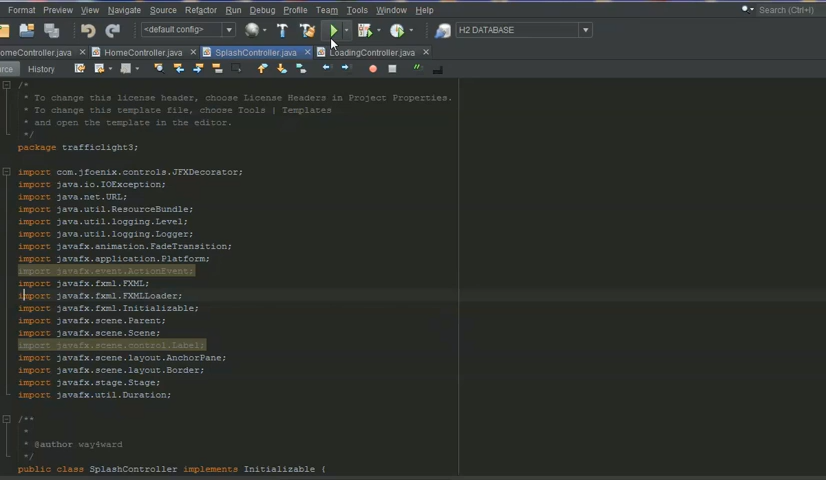 Format Preview View Navigate Source Refactor Run Debug Profile Team Tools Window Help
Search (Ctrl+I)
<default config>
H2 DATABASE
omeController.java HomeController.java SplashController.java LoadingController.java
rce History
/*
* To change this license header, choose License Headers in Project Properties.
* To change this template file, choose Tools | Templates
* and open the template in the editor.
*/
package trafficlight3;
import com.jfoenix.controls.JFXDecorator;
import java.io.IOException;
import java.net.URL;
import java.util.ResourceBundle;
import java.util.logging.Level;
import java.util.logging.Logger;
import javafx.animation.FadeTransition;
import javafx.application.Platform;
import javafx.event.ActionEvent;
import javafx.fxml.FXML;
import javafx.fxml.FXMLLoader;
import javafx.fxml.Initializable;
import javafx.scene.Parent;
import javafx.scene.Scene;
import javafx.scene.control.Label;
import javafx.scene.layout.AnchorPane;
import javafx.scene.layout.Border;
import javafx.stage.Stage;
import javafx.util.Duration;
/**
*
* @author way4ward
*/
public class SplashController implements Initializable {